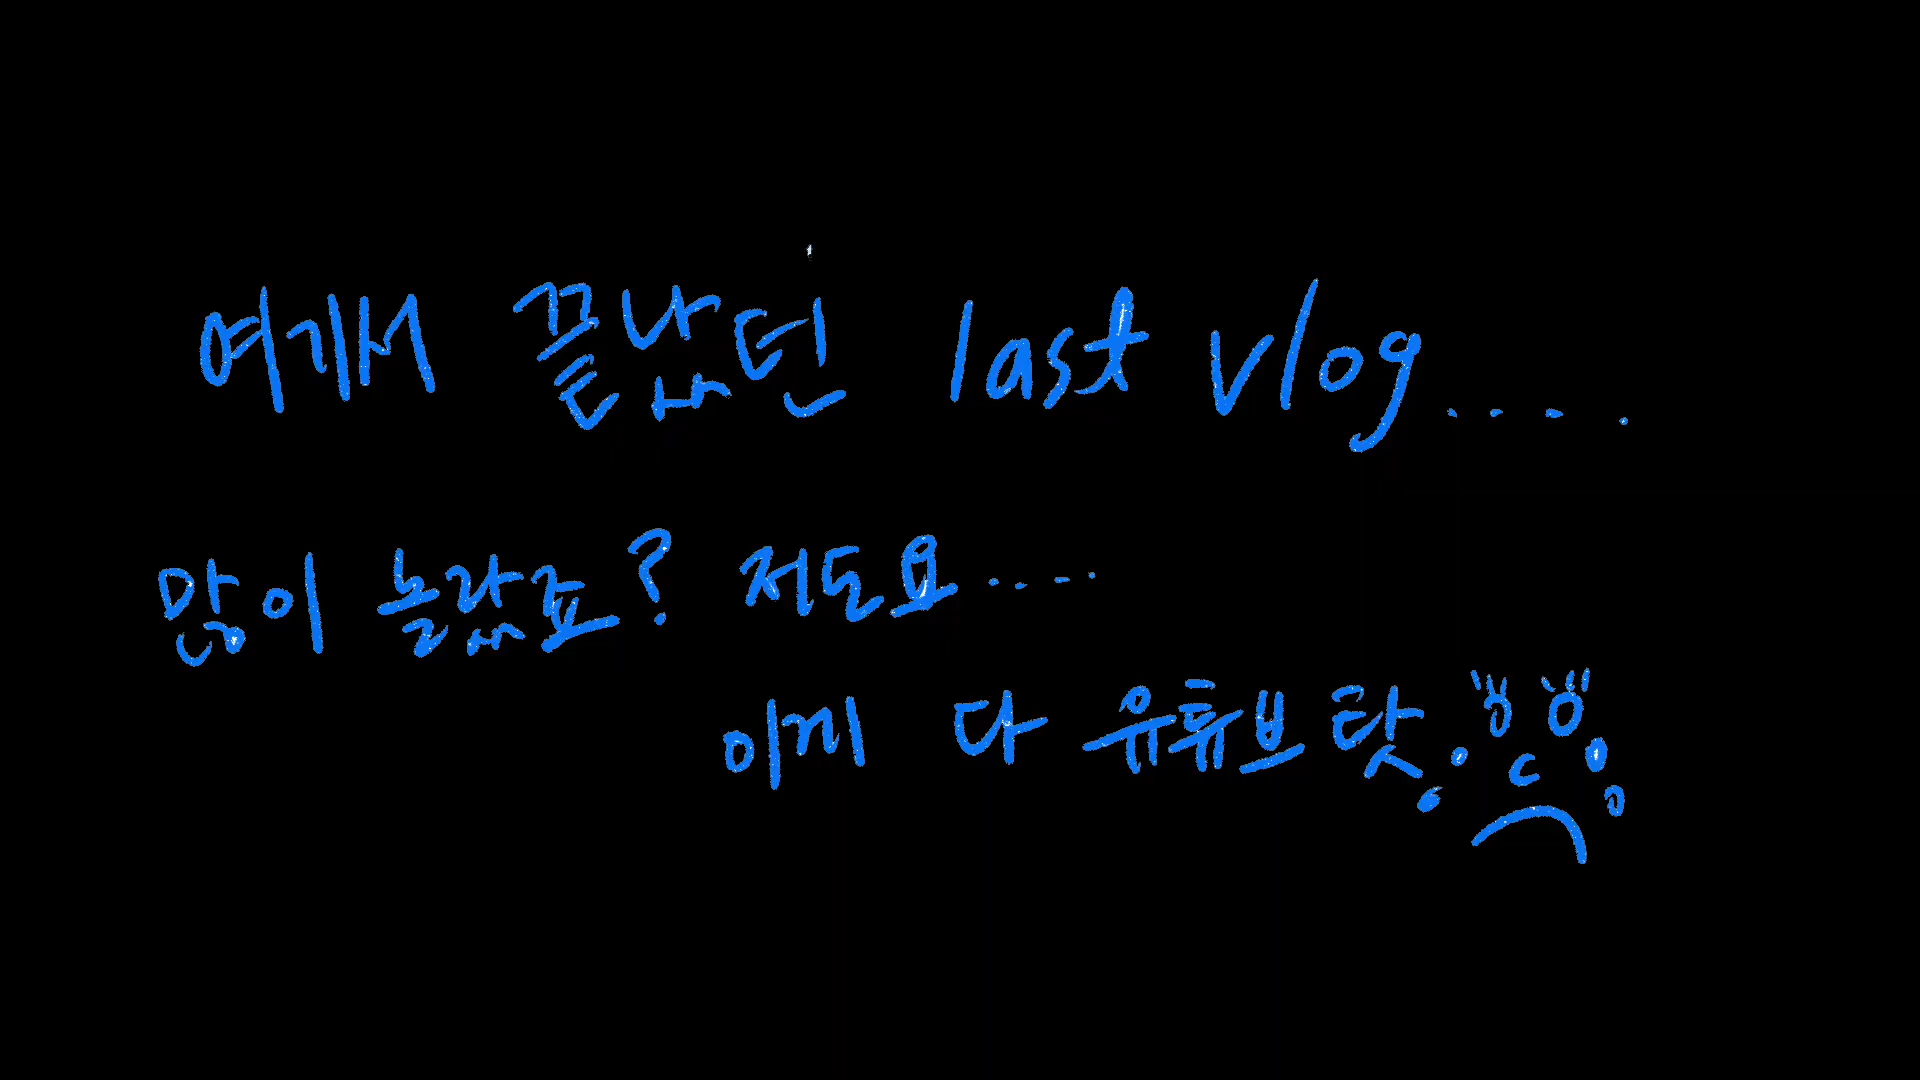 여기서 끝났던 last vlog.....
많이 놀랐죠? 저도요.....
이제 다 유튜브 탓